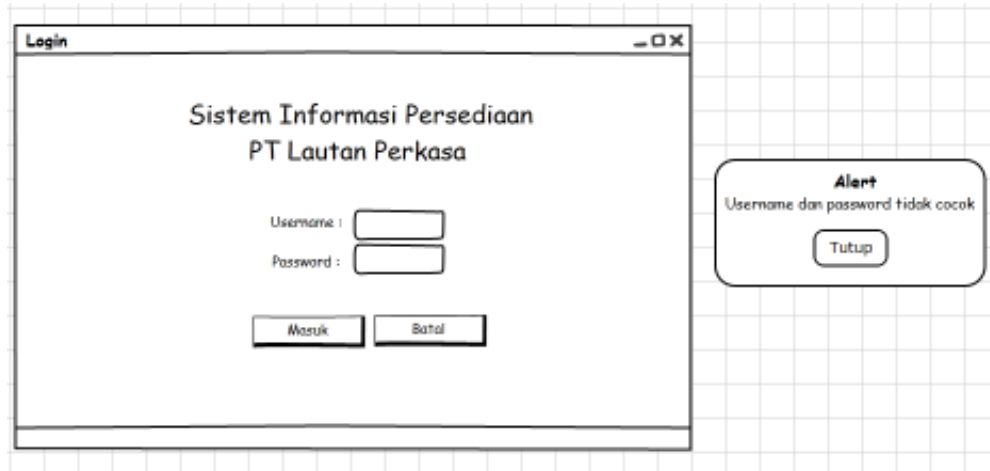 Login
Sistem Informasi Persediaan
PT Lautan Perkasa
Username :
Password :
Masuk Batal
Alert
Username dan password tidak cocok
Tutup